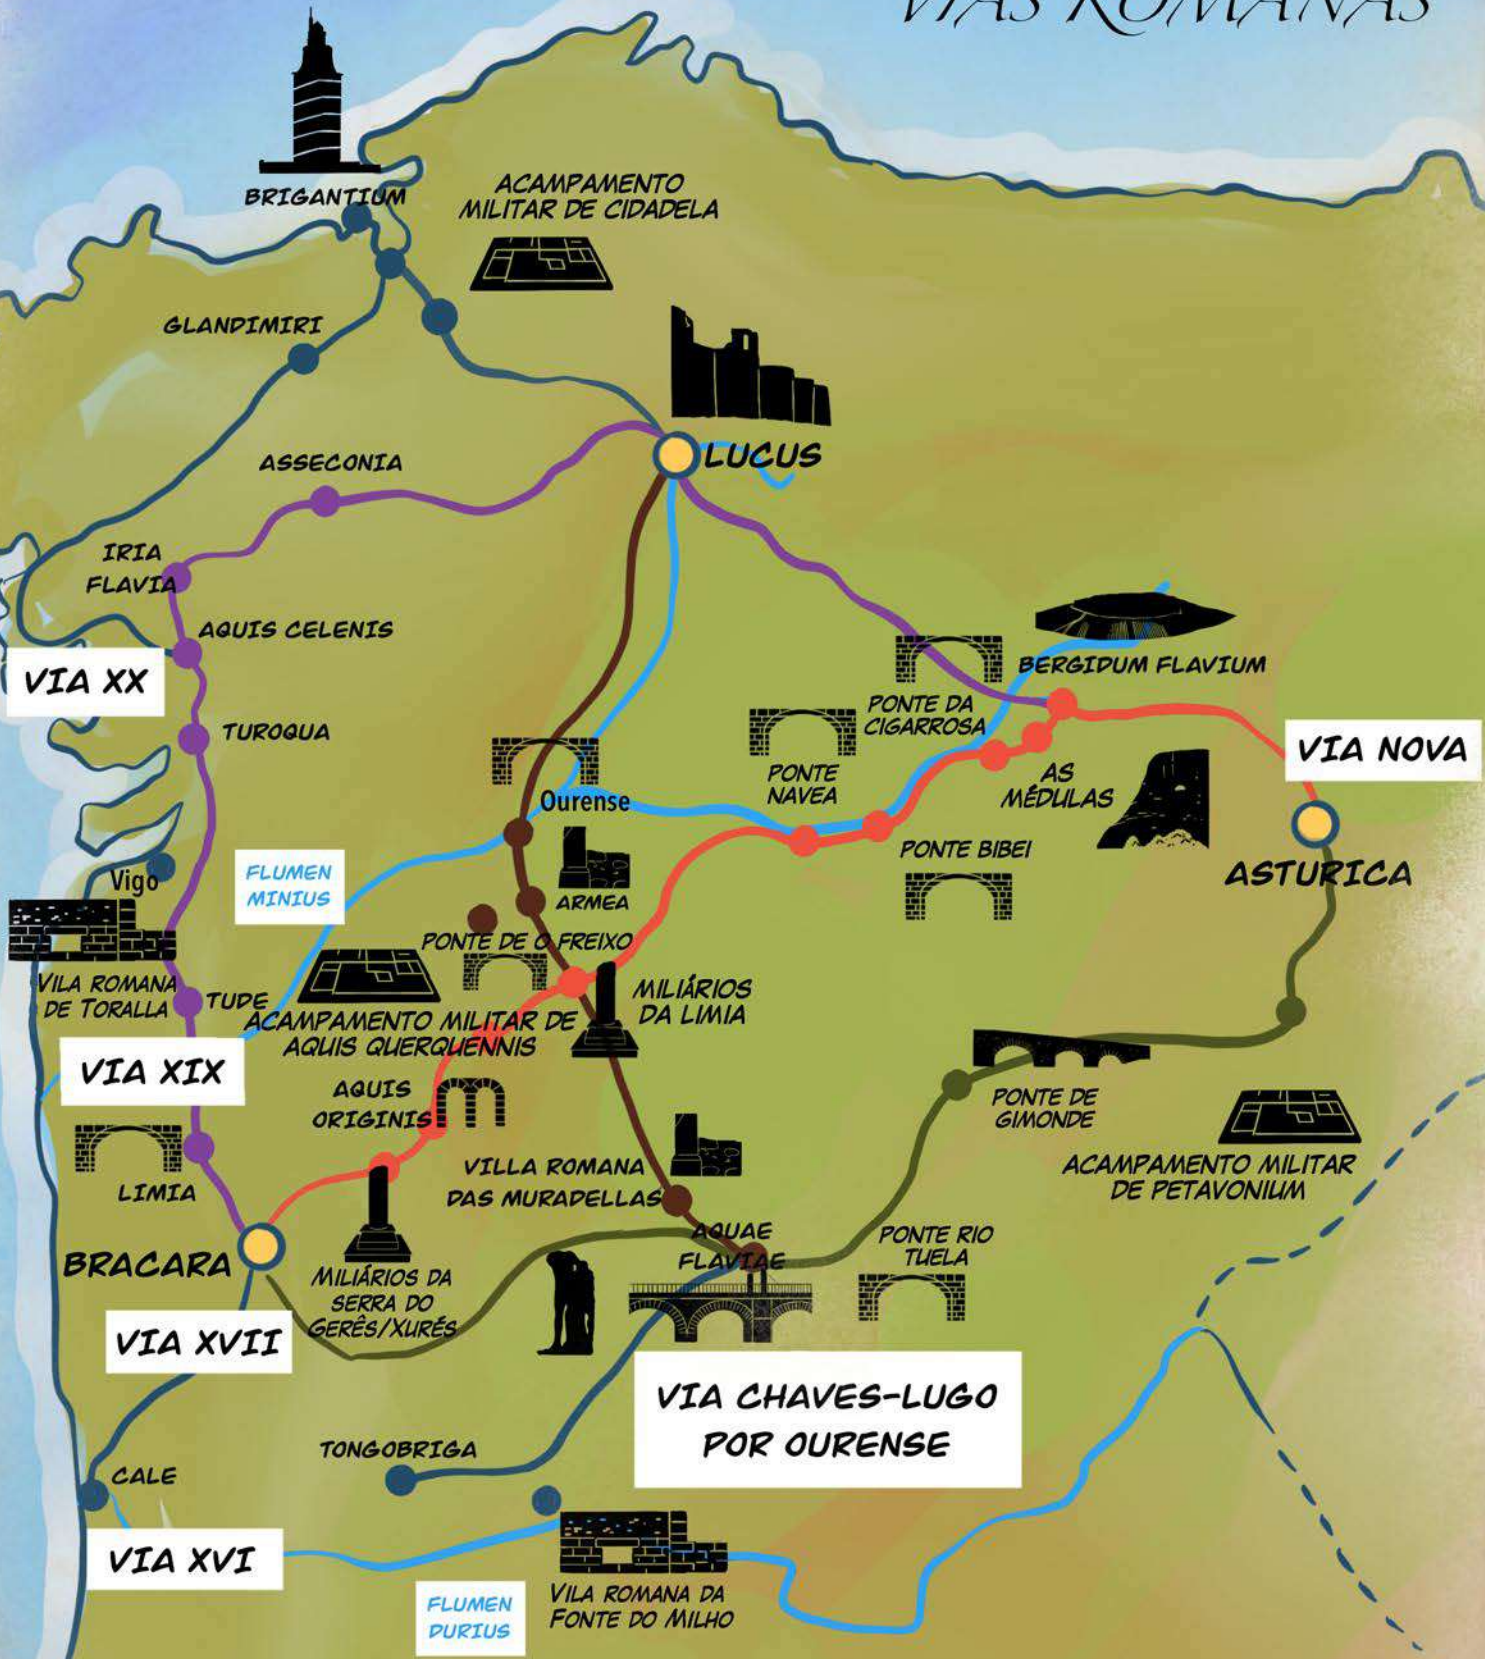 VIAS ROMANAS
BRIGANTIUM
ACAMPAMENTO
MILITAR DE CIDADELA
GLANDIMIRI
LUCUS
ASSECONIA
IRIA
FLAVIA
AQUIS CELENIS
VIA XX
TUROQUA
BERGIDUM FLAVIUM
PONTE DA
CIGARROSA
PONTE
NAVEA
AS
MÉDULAS
VIA NOVA
Ourense
PONTE BIBEI
ASTURICA
Vigo
FLUMEN
MINIUS
ARMEA
PONTE DE O FREIXO
VILA ROMANA
DE TORALLA
TUDE
ACAMPAMENTO MILITAR DE
AQUIS QUERQUENNIS
MILIÁRIOS
DA LIMIA
VIA XIX
AQUIS
ORIGINIS
PONTE DE
GIMONDE
LIMIA
VILLA ROMANA
DAS MURADELLAS
ACAMPAMENTO MILITAR
DE PETAVONIUM
BRACARA
AQUAE
FLAVIAE
PONTE RIO
TUELA
MILIÁRIOS DA
SERRA DO
GERÊS/XURÉS
VIA XVII
VIA CHAVES-LUGO
POR OURENSE
TONGOBRIGA
CALE
VIA XVI
FLUMEN
DURIUS
VILA ROMANA DA
FONTE DO MILHO